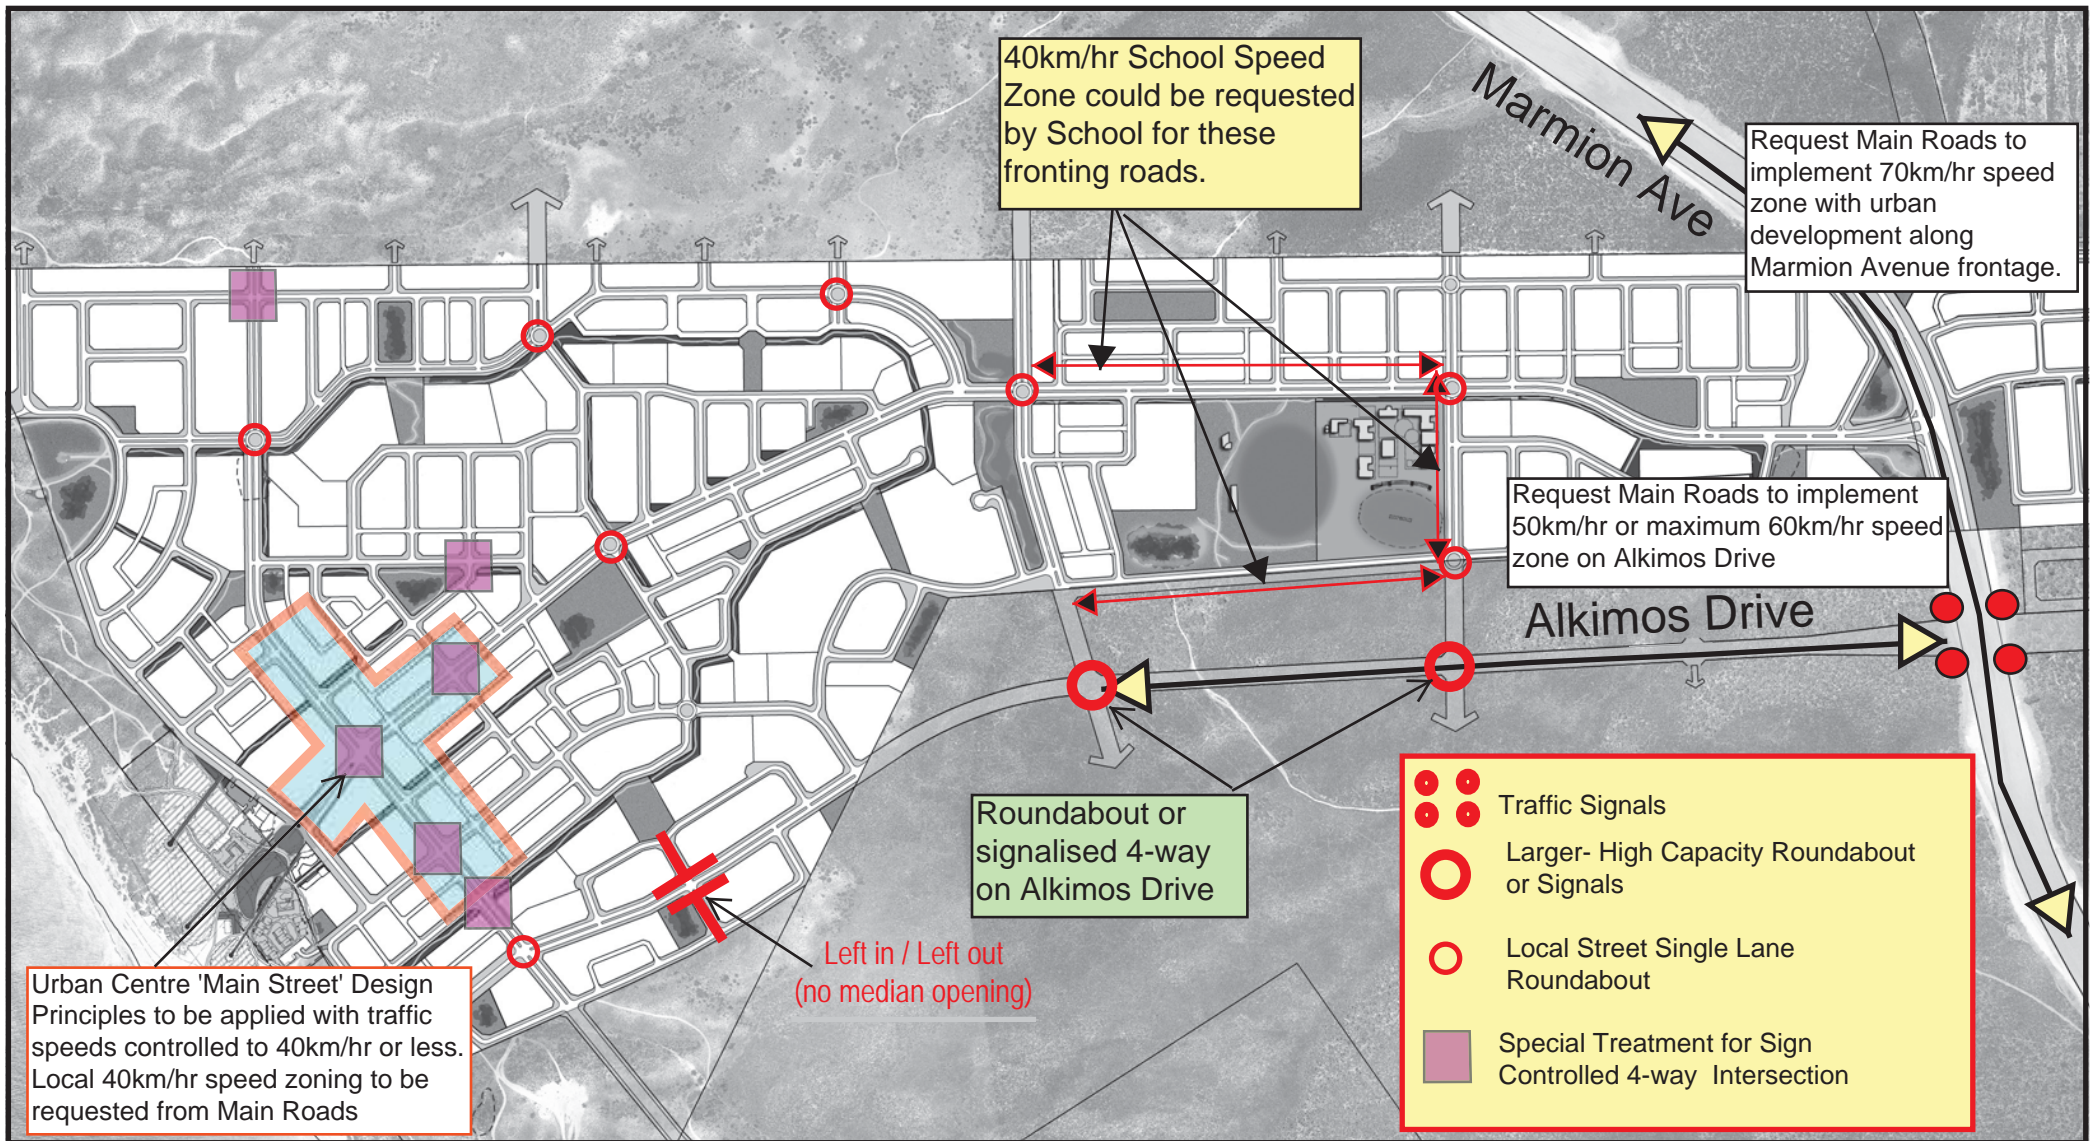 40km/hr School Speed
Zone could be requested
by School for these
fronting roads.
Marmion Ave
Request Main Roads to
implement 70km/hr speed
zone with urban
development along
Marmion Avenue frontage.
Request Main Roads to implement
50km/hr or maximum 60km/hr speed
zone on Alkimos Drive
Alkimos Drive
Roundabout or
signalised 4-way
on Alkimos Drive
Left in / Left out
(no median opening)
Urban Centre 'Main Street' Design
Principles to be applied with traffic
speeds controlled to 40km/hr or less.
Local 40km/hr speed zoning to be
requested from Main Roads
Traffic Signals
Larger- High Capacity Roundabout
or Signals
Local Street Single Lane
Roundabout
Special Treatment for Sign
Controlled 4-way Intersection